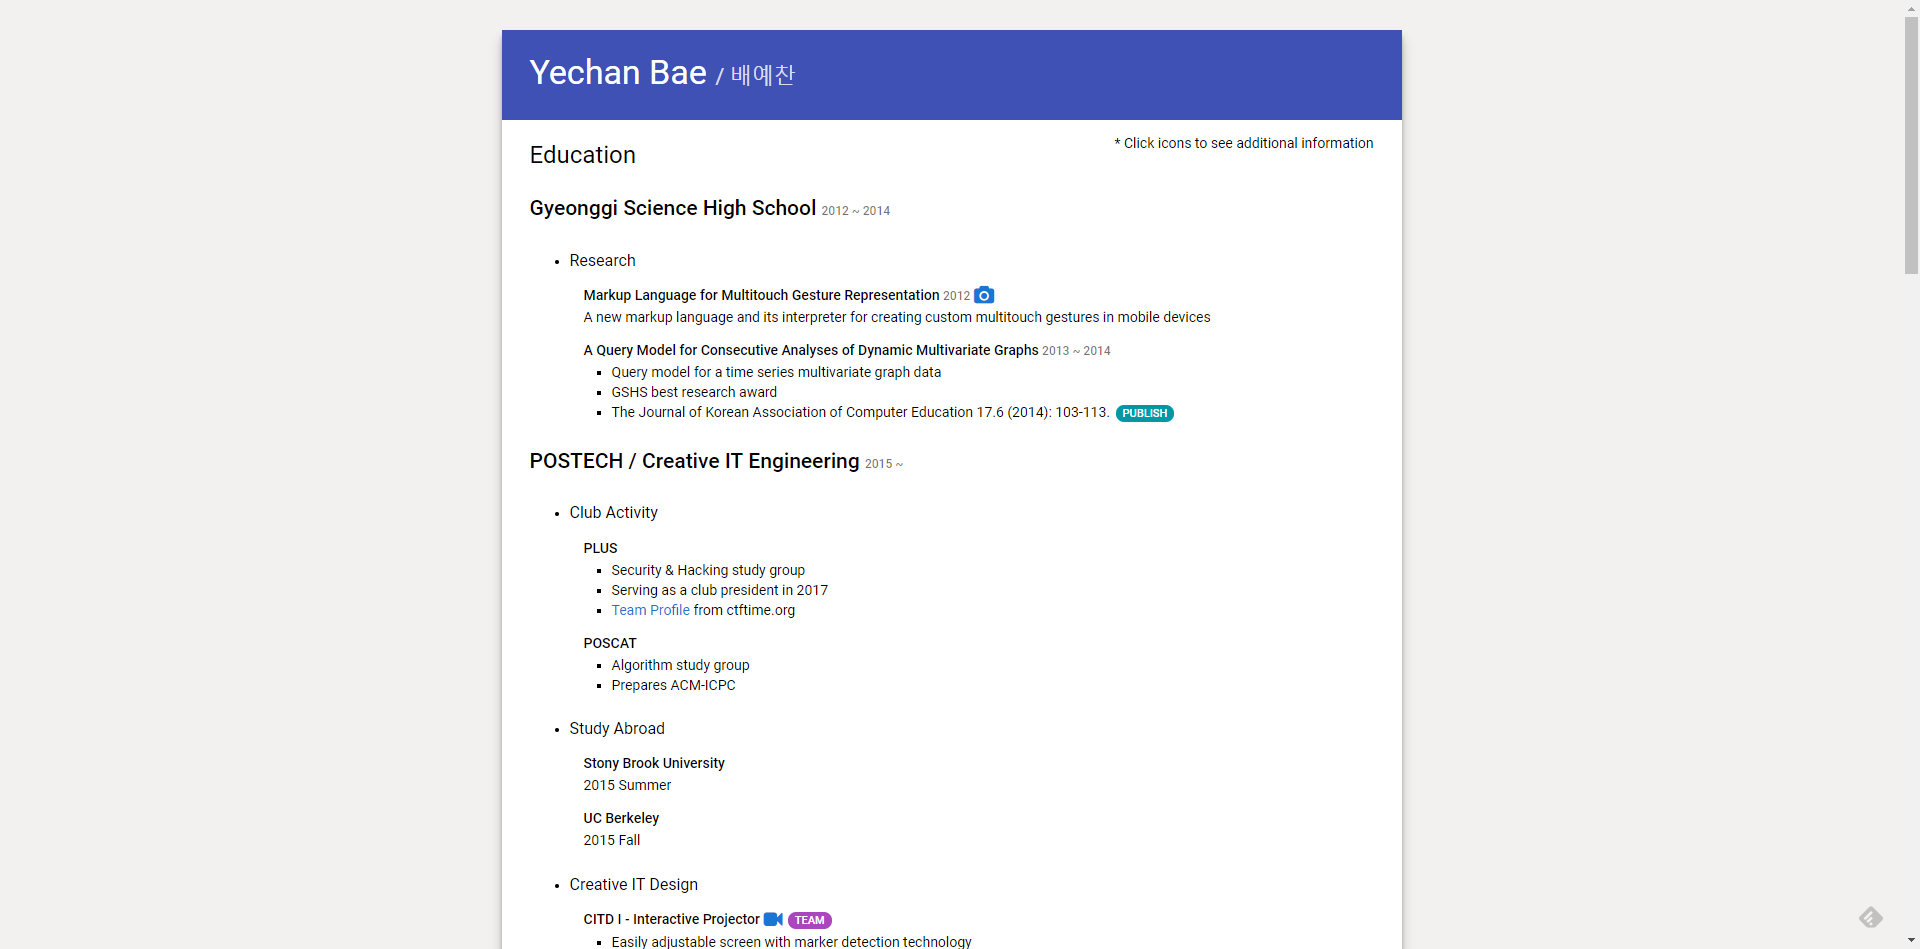 Yechan Bae / 배예찬
* Click icons to see additional information
Education
Gyeonggi Science High School 2012 ~ 2014
Research
Markup Language for Multitouch Gesture Representation 2012
A new markup language and its interpreter for creating custom multitouch gestures in mobile devices
A Query Model for Consecutive Analyses of Dynamic Multivariate Graphs 2013 ~ 2014
Query model for a time series multivariate graph data
GSHS best research award
The Journal of Korean Association of Computer Education 17.6 (2014): 103-113. PUBLISH
POSTECH / Creative IT Engineering 2015 ~
Club Activity
PLUS
Security & Hacking study group
Serving as a club president in 2017
Team Profile from ctftime.org
POSCAT
Algorithm study group
Prepares ACM-ICPC
Study Abroad
Stony Brook University
2015 Summer
UC Berkeley
2015 Fall
Creative IT Design
CITD I - Interactive Projector TEAM
Easily adjustable screen with marker detection technology